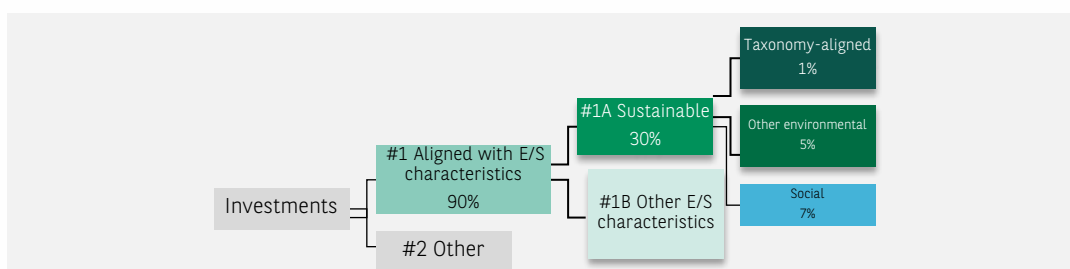 Taxonomy-aligned
1%
#1A Sustainable
30%
Other environmental
5%
#1 Aligned with E/S
characteristics
90%
Social
7%
Investments
#1B Other E/S
characteristics
#2 Other